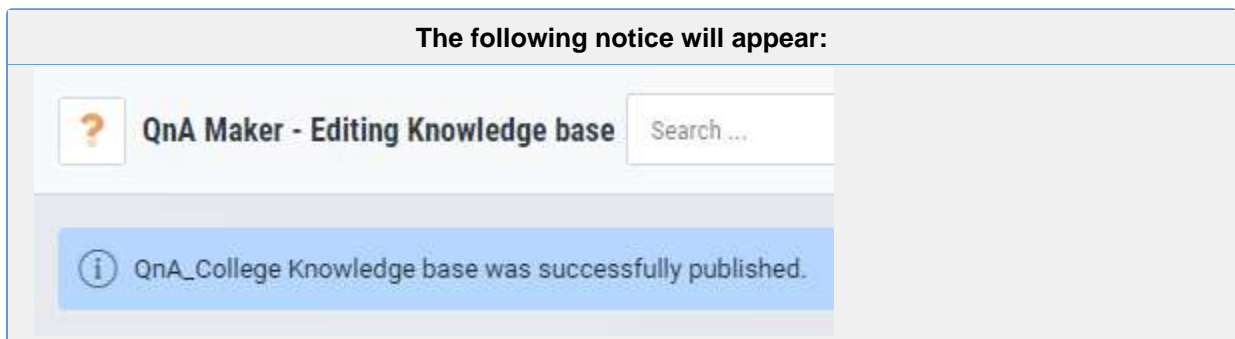 The following notice will appear:
? QnA Maker - Editing Knowledge base Search ...
i QnA_College Knowledge base was successfully published.